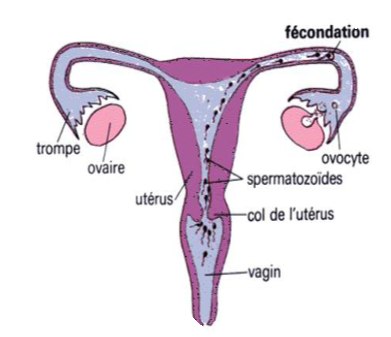 fécondation
trompe
ovaire
ovocyte
utérus
spermatozoïdes
col de l'utérus
vagin